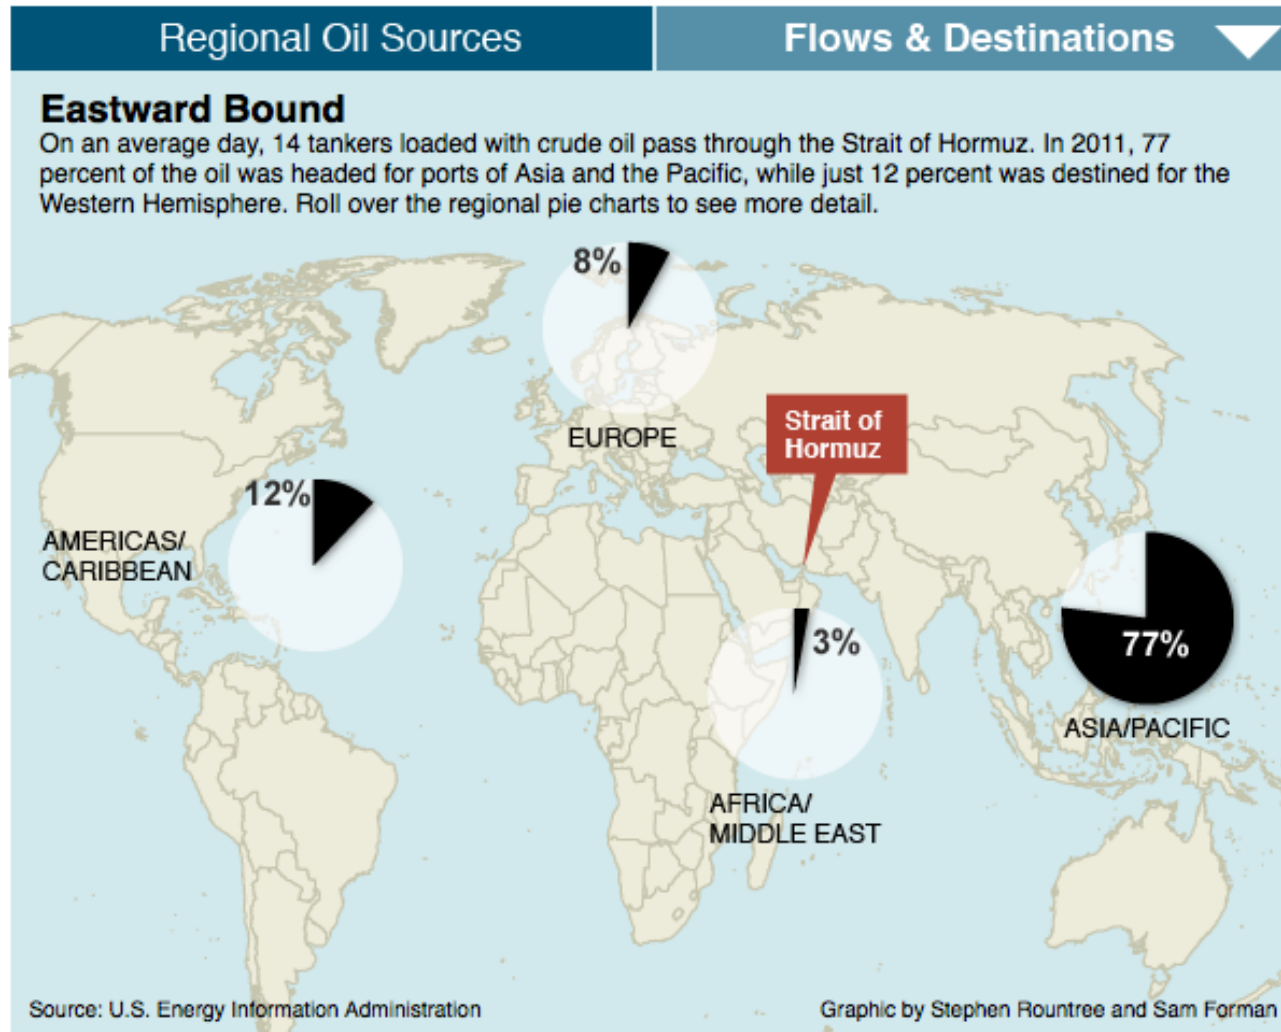 Regional Oil Sources
Flows & Destinations
Eastward Bound
On an average day, 14 tankers loaded with crude oil pass through the Strait of Hormuz. In 2011, 77
percent of the oil was headed for ports of Asia and the Pacific, while just 12 percent was destined for the
Western Hemisphere. Roll over the regional pie charts to see more detail.
8%
EUROPE
Strait of
Hormuz
12%
AMERICAS/
CARIBBEAN
3%
AFRICA/
MIDDLE EAST
77%
ASIA/PACIFIC
Source: U.S. Energy Information Administration
Graphic by Stephen Rountree and Sam Forman